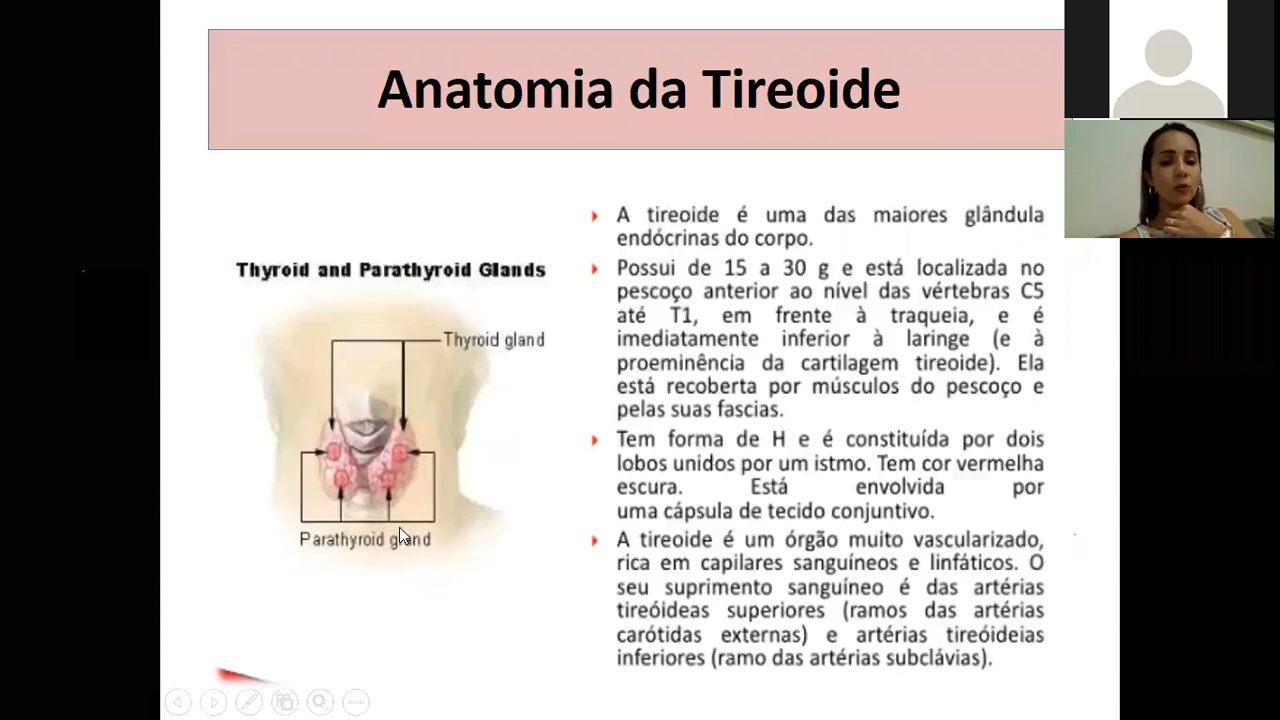 Anatomia da Tireoide
Thyroid and Parathyroid Glands
Thyroid gland
Parathyroid gland
A tireoide é uma das maiores glândula
endócrinas do corpo.
Possui de 15 a 30 g e está localizada no
pescoço anterior ao nível das vértebras C5
até T1, em frente à traqueia, e é
imediatamente inferior à laringe (e à
proeminência da cartilagem tireoide). Ela
está recoberta por músculos do pescoço e
pelas suas fascias.
Tem forma de H e é constituída por dois
lobos unidos por um istmo. Tem cor vermelha
escura. Está envolvida por
uma cápsula de tecido conjuntivo.
A tireoide é um órgão muito vascularizado,
rica em capilares sanguíneos e linfáticos. O
seu suprimento sanguíneo é das artérias
tireóideas superiores (ramos das artérias
carótidas externas) e artérias tireóideias
inferiores (ramo das artérias subclávias).